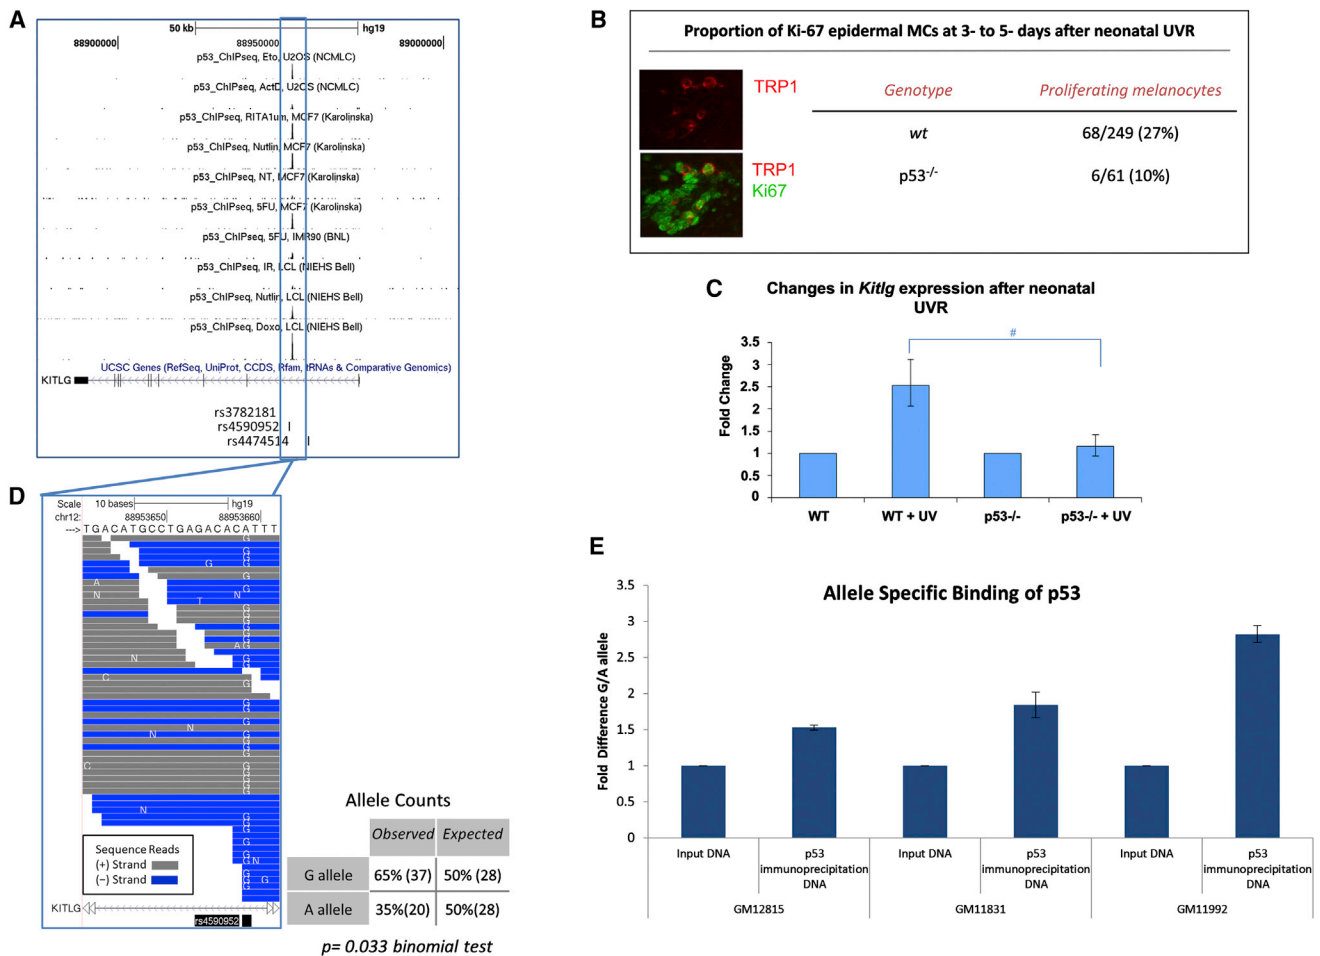 A
50 kb
hg19
88900000
88950000
89000000
p53_ChIPseq, Eto, U2OS (NCMLC)
p53_ChIPseq, ActD, U2OS (NCMLC)
p53_ChIPseq, RITA1um, MCF7 (Karolinska)
p53_ChIPseq, Nutlin, MCF7 (Karolinska)
p53_ChIPseq, NT, MCF7 (Karolinska)
p53_ChIPseq, 5FU, MCF7 (Karolinska)
p53_ChIPseq, 5FU, IMR90 (BNL)
p53_ChIPseq, IR, LCL (NIEHS Bell)
p53_ChIPseq, Nutlin, LCL (NIEHS Bell)
p53_ChIPseq, Doxo, LCL (NIEHS Bell)
UCSC Genes (RefSeq, UniProt, CCDS, Rfam, tRNAs & Comparative Genomics)
KITLG
rs3782181
rs4590952
rs4474514
B
Proportion of Ki-67 epidermal MCs at 3- to 5- days after neonatal UVR
TRP1
TRP1
Ki67
Genotype Proliferating melanocytes
wt 68/249 (27%)
p53-/- 6/61 (10%)
C
Changes in Kitlg expression after neonatal
UVR
#
Fold Change
3.5
3
2.5
2
1.5
1
0.5
0
WT WT + UV p53-/- p53-/- + UV
D
Scale 10 bases hg19
chr12: 88953650 88953660
---> T G A C A T G C C T G A G A C A C A T T T
G
G
G
G
G
A
G
N
N
T
G
G
G
G
G
A G
N
G
G
C
G
G
G
G
G
N
N
G
G
G
G
C
G
G
G
G
N
G
G
G
G
G N
G
G G
G
Sequence Reads
(+) Strand
(−) Strand
KITLG
rs4590952
Allele Counts
Observed Expected
G allele 65% (37) 50% (28)
A allele 35%(20) 50%(28)
p= 0.033 binomial test
E
Allele Specific Binding of p53
Fold Difference G/A allele
3.5
3
2.5
2
1.5
1
0.5
0
Input DNA p53 immunoprecipitation DNA Input DNA p53 immunoprecipitation DNA Input DNA p53 immunoprecipitation DNA
GM12815 GM11831 GM11992